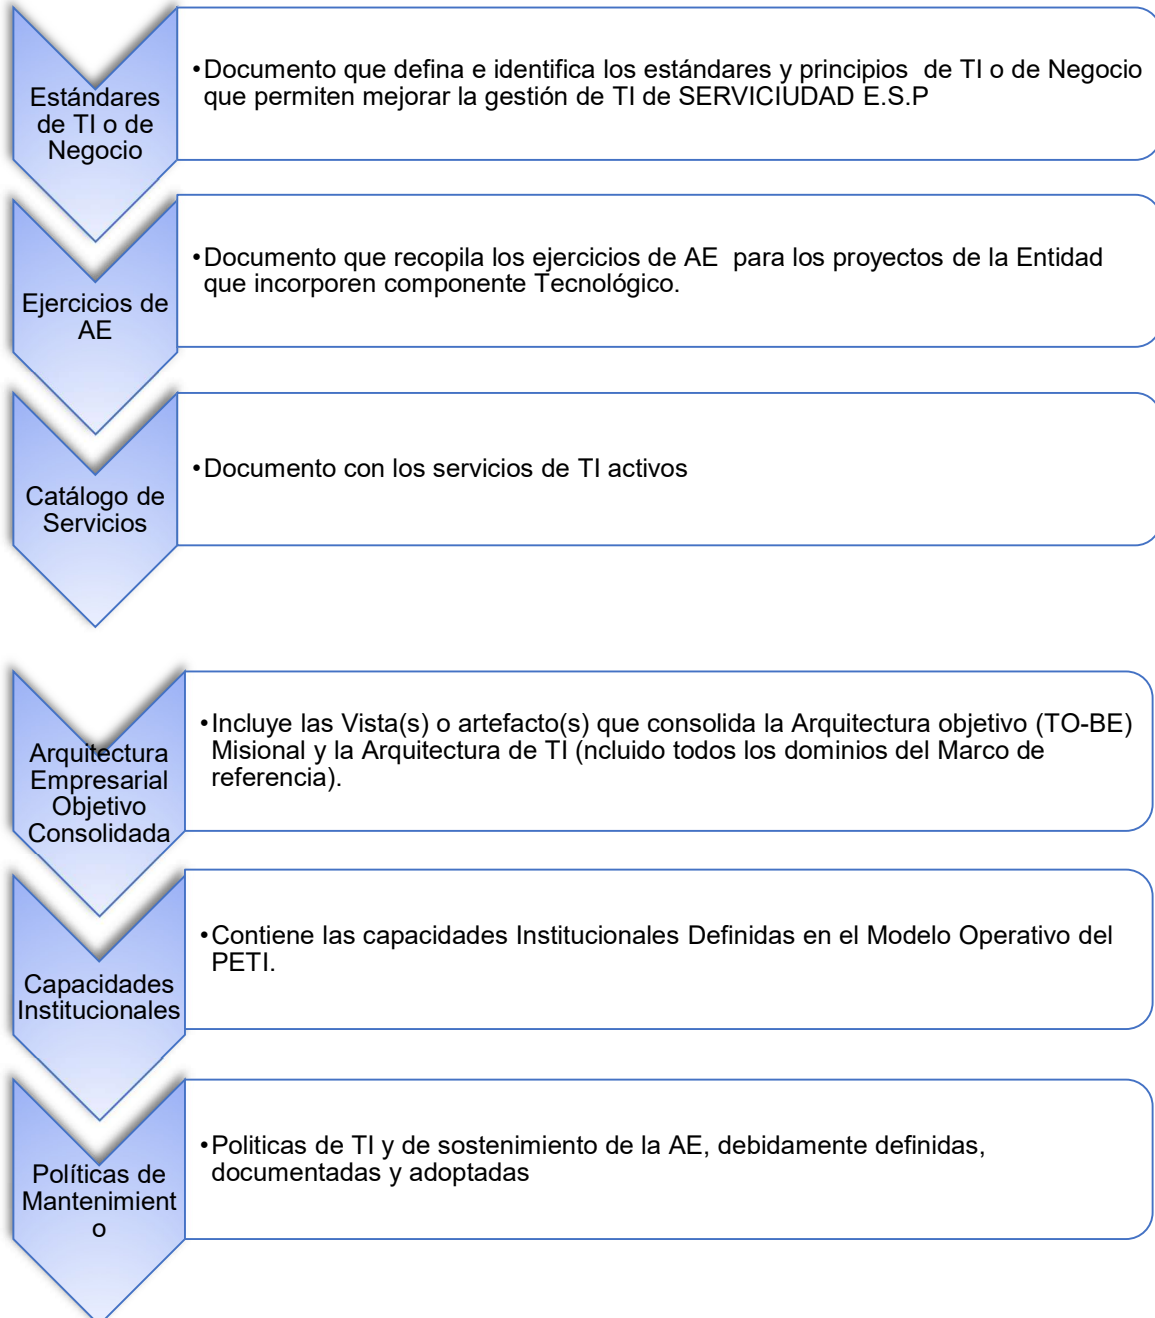 Estándares
de TI o de
Negocio
•Documento que defina e identifica los estándares y principios  de TI o de Negocio
que permiten mejorar la gestión de TI de SERVICIUDAD E.S.P
Ejercicios de
AE
•Documento que recopila los ejercicios de AE  para los proyectos de la Entidad
que incorporen componente Tecnológico.
Catálogo de
Servicios
•Documento con los servicios de TI activos
Arquitectura
Empresarial
Objetivo
Consolidada
•Incluye las Vista(s) o artefacto(s) que consolida la Arquitectura objetivo (TO-BE)
Misional y la Arquitectura de TI (ncluido todos los dominios del Marco de
referencia).
Capacidades
Institucionales
•Contiene las capacidades Institucionales Definidas en el Modelo Operativo del
PETI.
Políticas de
Mantenimient
o
•Politicas de TI y de sostenimiento de la AE, debidamente definidas,
documentadas y adoptadas